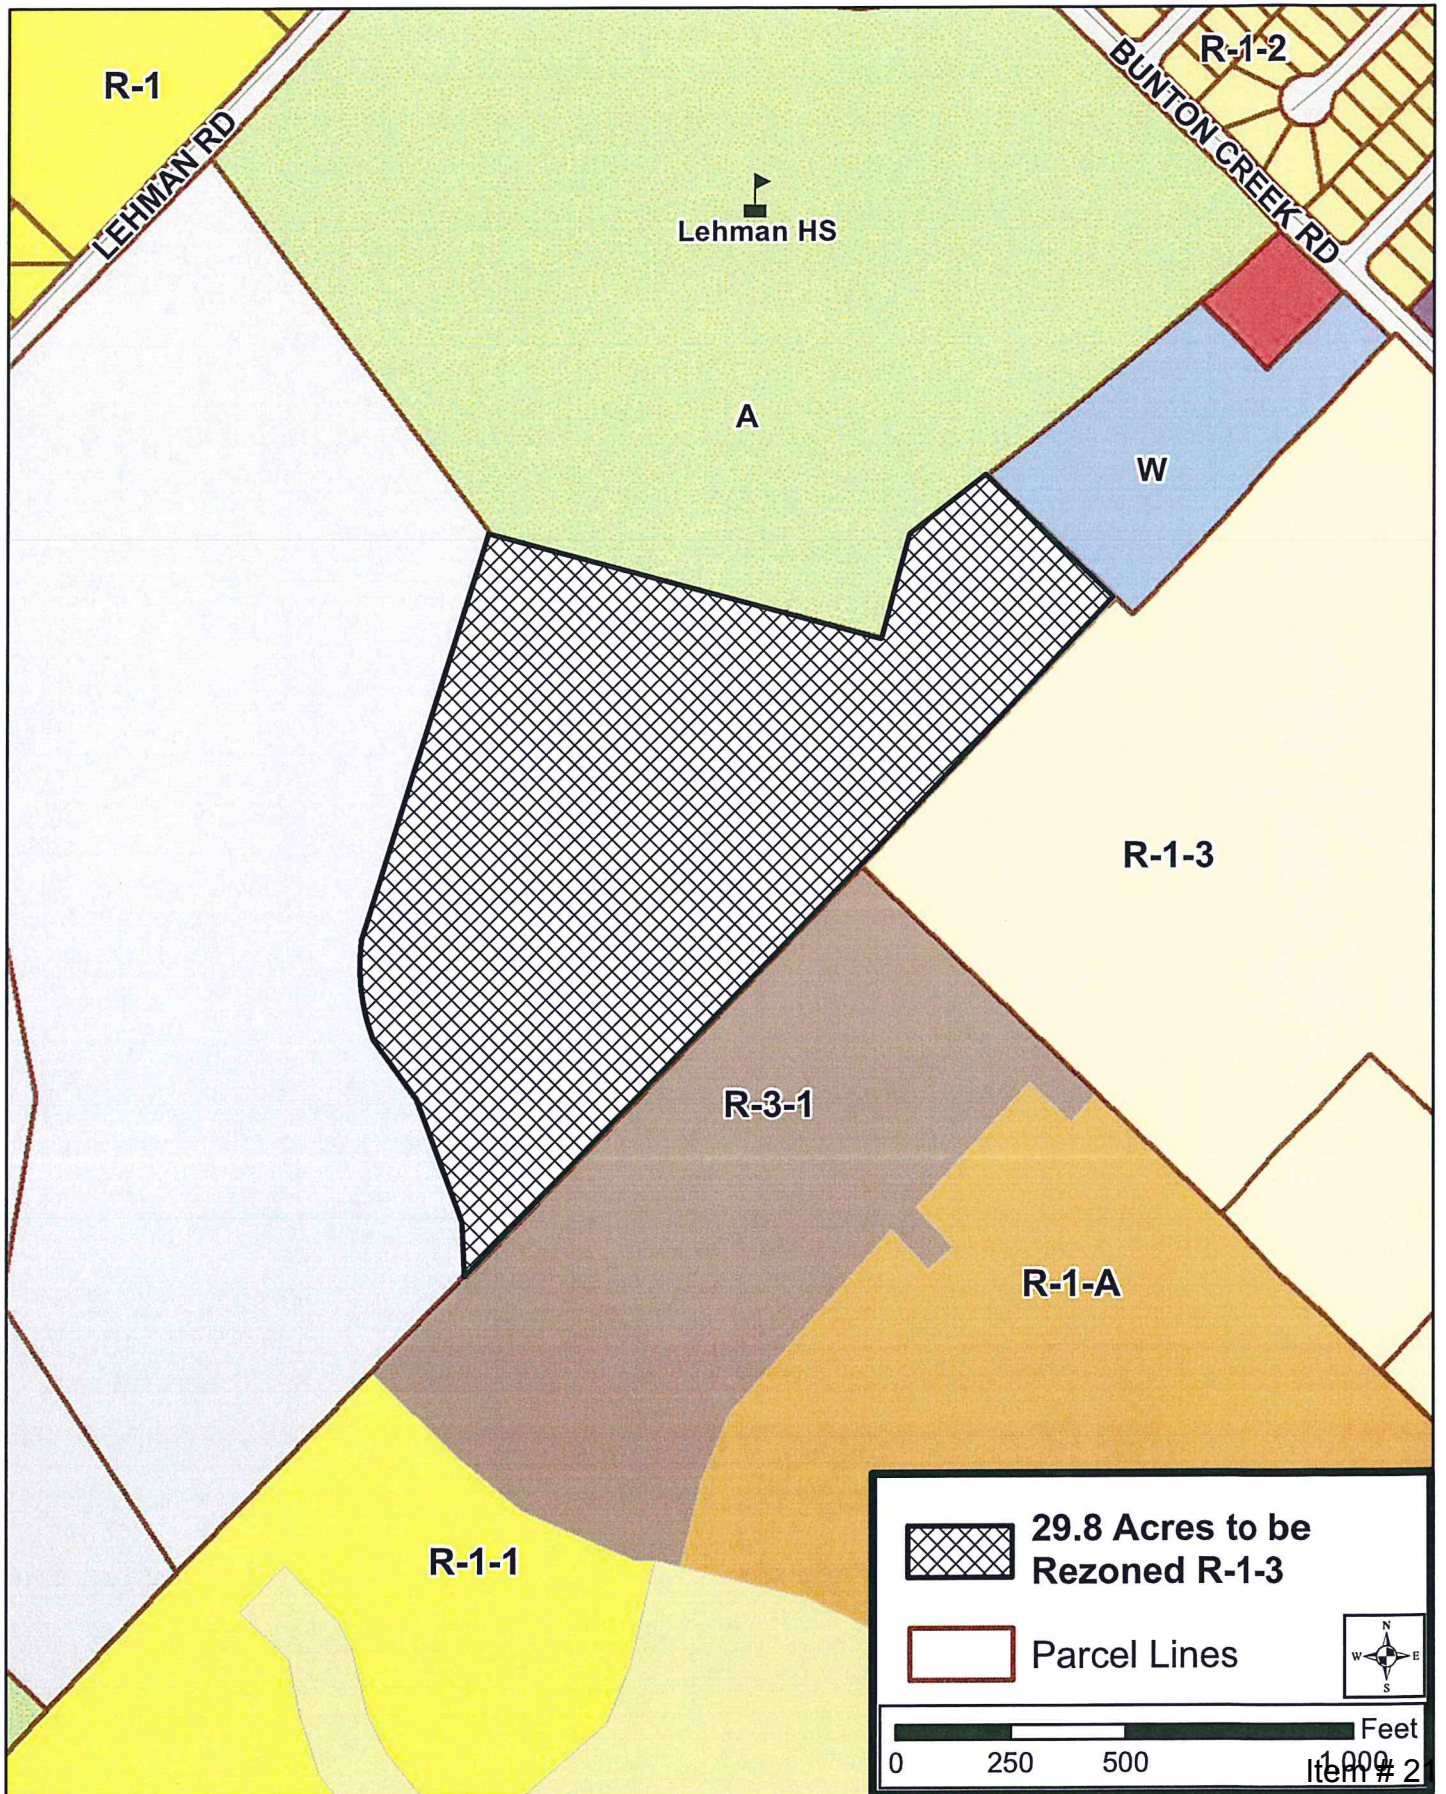 R-1
R-1-2
BUNTON CREEK RD
LEHMAN RD
Lehman HS
A
W
R-1-3
R-3-1
R-1-A
R-1-1
29.8 Acres to be
Rezoned R-1-3
Parcel Lines
N
W E
S
Feet
0 250 500 1,000
Item # 21